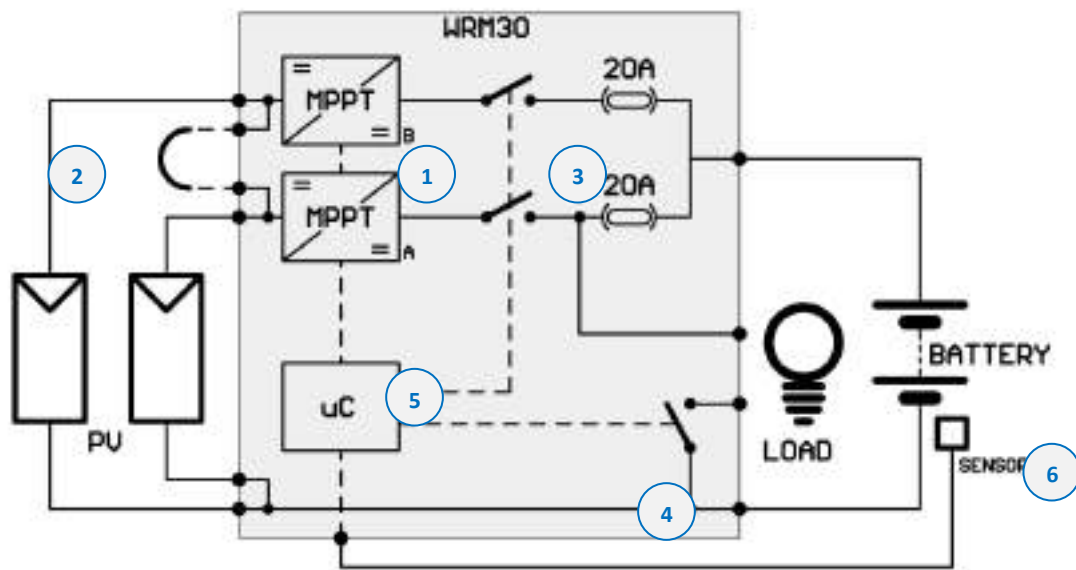 WRM30
MPPT
B
20A
2
1
3
MPPT
A
20A
uC
5
PV
LOAD
BATTERY
SENSOR
6
4